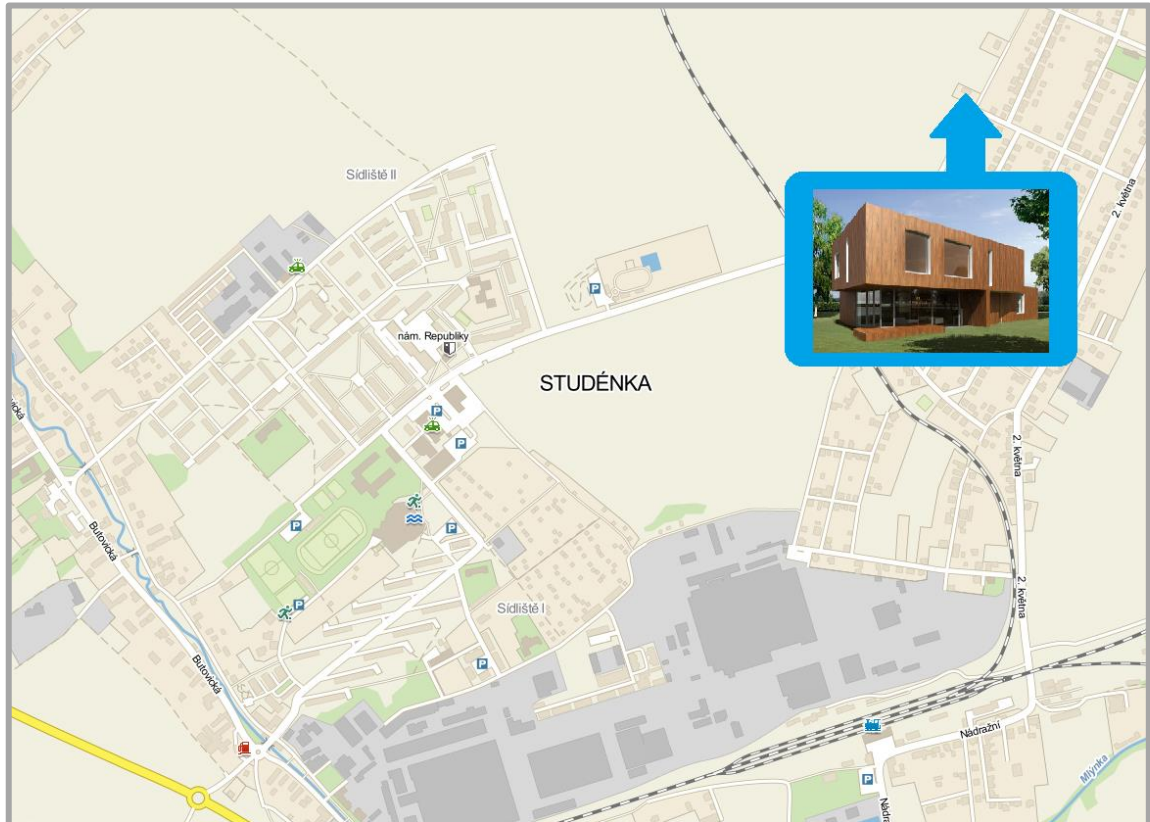 Sídliště II
2. května
nám. Republiky
STUDÉNKA
P
P
P
P
P
P
P
P
2. května
Butovická
Sídliště I
2. května
Butovická
Nádražní
Mlýnka